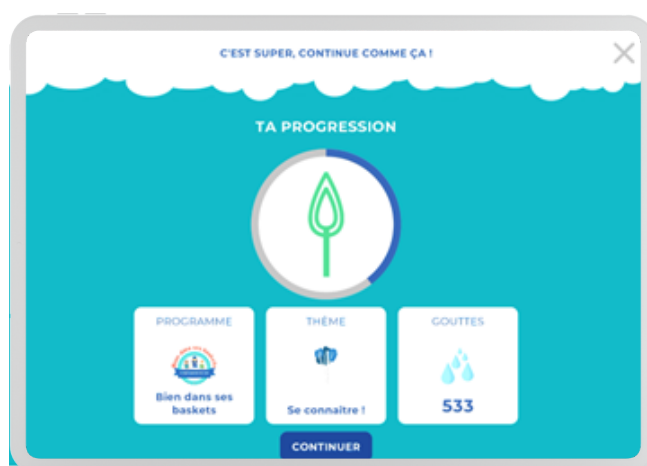 C'EST SUPER, CONTINUE COMME ÇA !
TA PROGRESSION
PROGRAMME
Bien dans ses
baskets
THÈME
Se connaître !
GOUTTES
533
CONTINUER